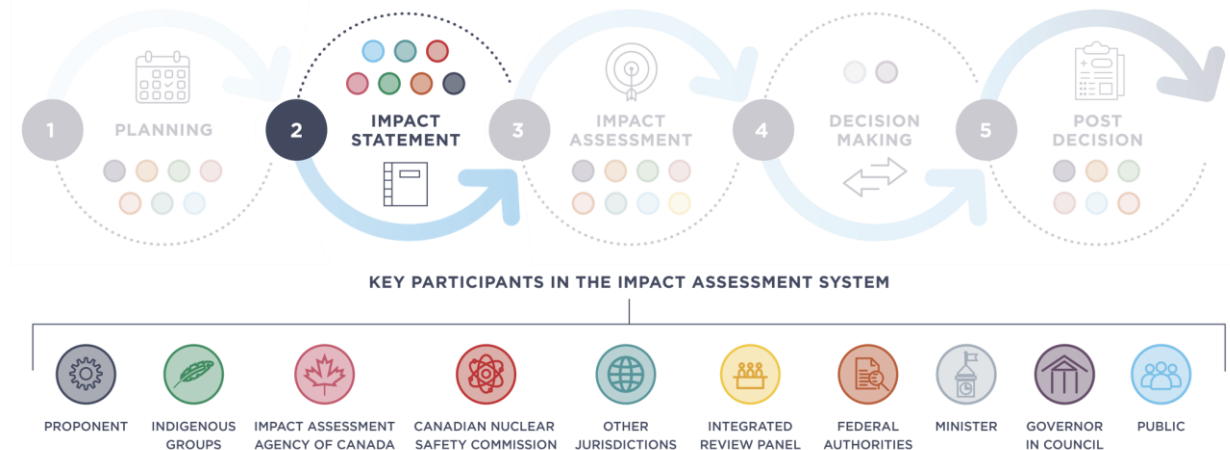 1
PLANNING
2
IMPACT
STATEMENT
3
IMPACT
ASSESSMENT
4
DECISION
MAKING
5
POST
DECISION
KEY PARTICIPANTS IN THE IMPACT ASSESSMENT SYSTEM
PROPONENT
INDIGENOUS
GROUPS
IMPACT ASSESSMENT
AGENCY OF CANADA
CANADIAN NUCLEAR
SAFETY COMMISSION
OTHER
JURISDICTIONS
INTEGRATED
REVIEW PANEL
FEDERAL
AUTHORITIES
MINISTER
GOVERNOR
IN COUNCIL
PUBLIC